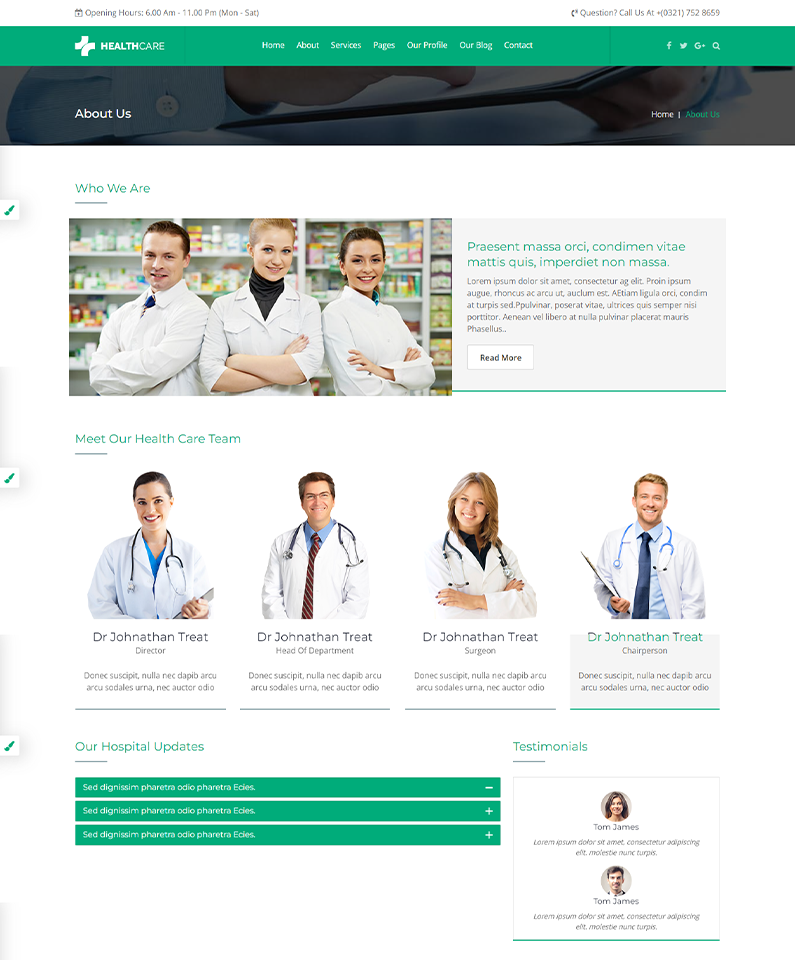 Opening Hours: 6.00 Am - 11.00 Pm (Mon - Sat)
Question? Call Us At +(0321) 752 8659
HEALTHCARE
Home About Services Pages Our Profile Our Blog Contact
About Us
Home | About Us
Who We Are
Praesent massa orci, condimen vitae
mattis quis, imperdiet non massa.
Lorem ipsum dolor sit amet, consectetur ag elit. Proin ipsum
augue, rhoncus ac arcu ut, auclum est. AEtiam ligula orci, condim
at turpis sed.Ppulvinar, poserat vitae, ultrices quis semper nisi
porttitor. Aenean vel libero at nulla pulvinar placerat mauris
Phasellus..
Read More
Meet Our Health Care Team
Dr Johnathan Treat
Director
Donec suscipit, nulla nec dapib arcu
arcu sodales urna, nec auctor odio
Dr Johnathan Treat
Head Of Department
Donec suscipit, nulla nec dapib arcu
arcu sodales urna, nec auctor odio
Dr Johnathan Treat
Surgeon
Donec suscipit, nulla nec dapib arcu
arcu sodales urna, nec auctor odio
Dr Johnathan Treat
Chairperson
Donec suscipit, nulla nec dapib arcu
arcu sodales urna, nec auctor odio
Our Hospital Updates
Sed dignissim pharetra odio pharetra Ecies.
Sed dignissim pharetra odio pharetra Ecies.
Sed dignissim pharetra odio pharetra Ecies.
Testimonials
Tom James
Lorem ipsum dolor sit amet, consectetur adipiscing
elit. molestie nunc turpis.
Tom James
Lorem ipsum dolor sit amet, consectetur adipiscing
elit. molestie nunc turpis.